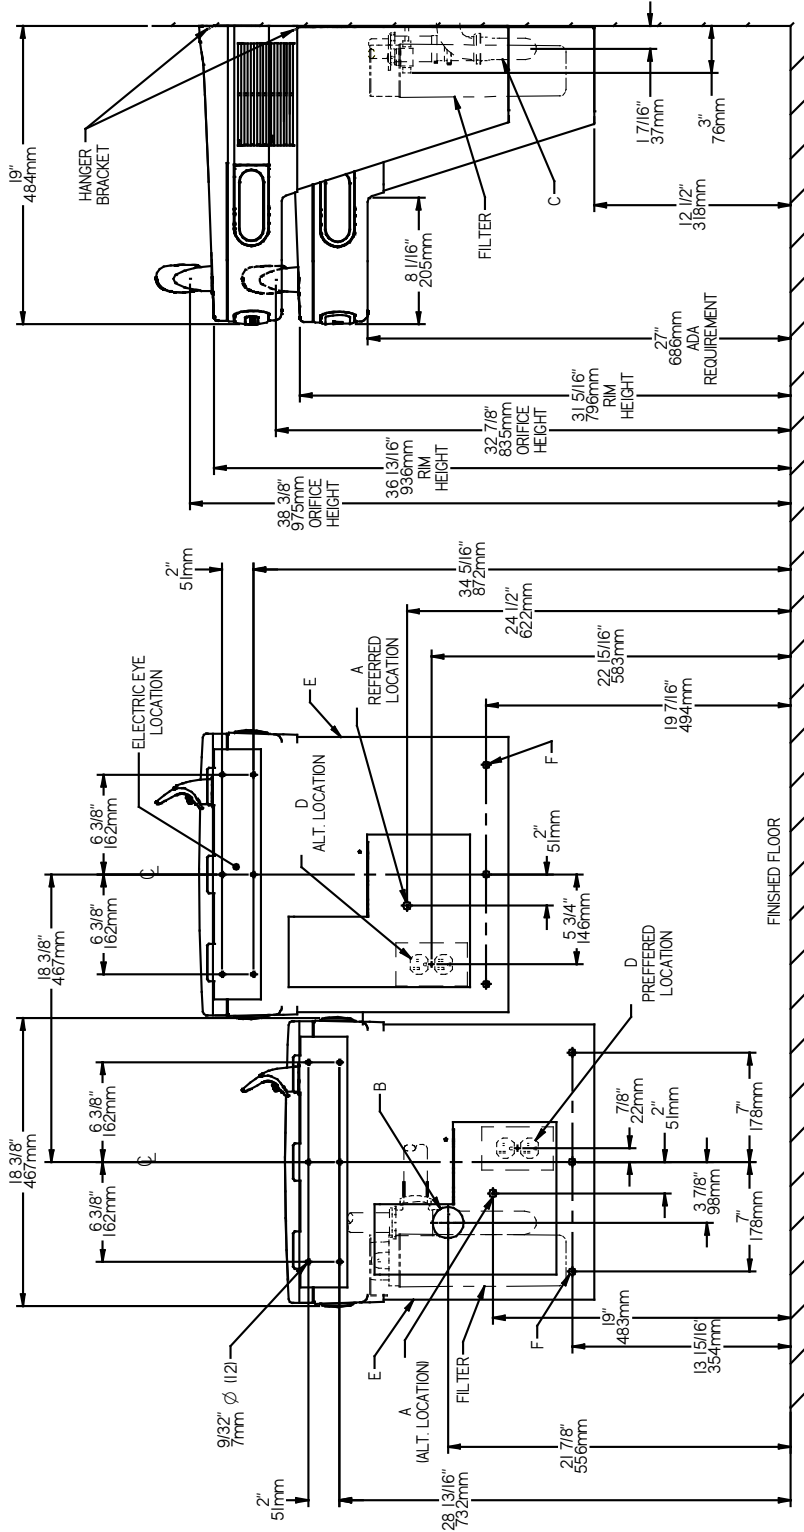 19"
484mm
HANGER
BRACKET
8 1/16"
205mm
FILTER
C
1 7/16"
37mm
3"
76mm
12 1/2"
318mm
27"
686mm
ADA
REQUIREMENT
31 5/16"
796mm
RIM
HEIGHT
32 7/8"
835mm
ORIFICE
HEIGHT
36 13/16"
936mm
RIM
HEIGHT
38 3/8"
975mm
ORIFICE
HEIGHT
2"
51mm
34 5/16"
872mm
24 1/2"
622mm
22 15/16"
583mm
19 7/16"
494mm
ELECTRIC EYE
LOCATION
E
A
REFERRED
LOCATION
F
6 3/8"
162mm
6 3/8"
162mm
18 3/8"
467mm
CL
D
ALT. LOCATION
2"
51mm
5 3/4"
146mm
FINISHED FLOOR
D
PREFFERED
LOCATION
18 3/8"
467mm
6 3/8"
162mm
6 3/8"
162mm
CL
B
7/8"
22mm
2"
51mm
3 7/8"
98mm
7"
178mm
7"
178mm
9/32"
7mm Ø (12)
E
A
(ALT. LOCATION)
FILTER
F
19"
483mm
13 15/16"
354mm
21 7/8"
556mm
2"
51mm
28 13/16"
732mm